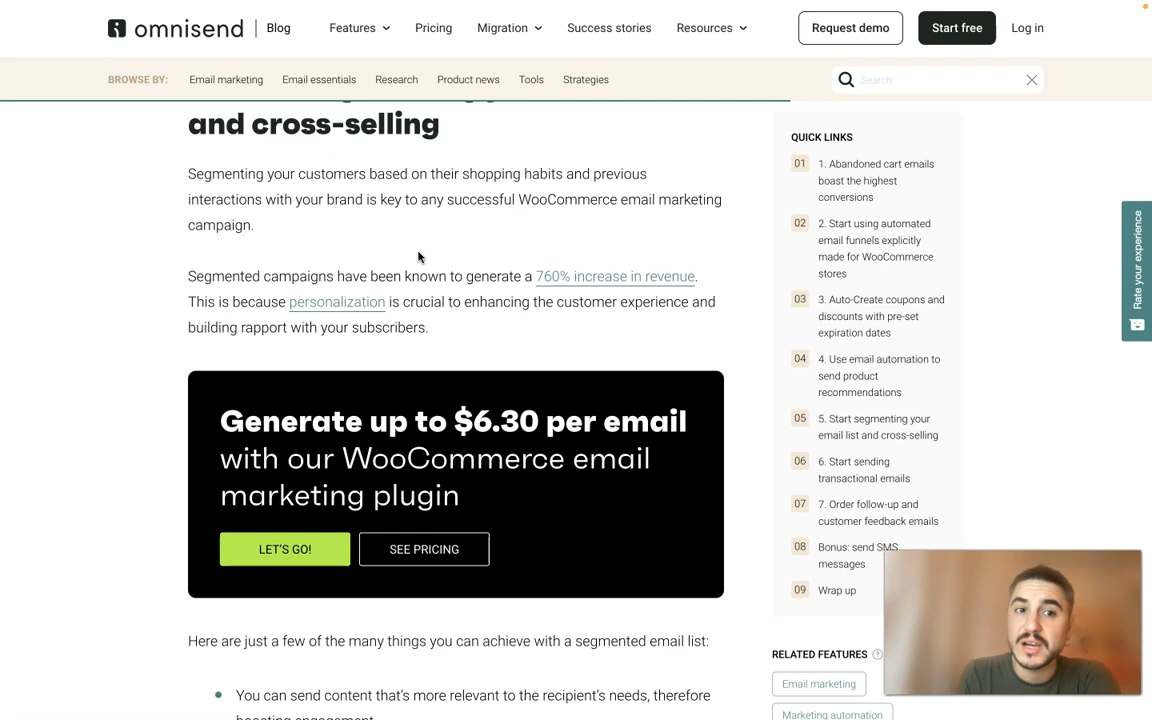 omnisend
Blog
Features
Pricing
Migration
Success stories
Resources
Request demo
Start free
Log in
BROWSE BY:
Email marketing
Email essentials
Research
Product news
Tools
Strategies
Search
and cross-selling
Segmenting your customers based on their shopping habits and previous
interactions with your brand is key to any successful WooCommerce email marketing
campaign.
Segmented campaigns have been known to generate a 760% increase in revenue.
This is because personalization is crucial to enhancing the customer experience and
building rapport with your subscribers.
Generate up to $6.30 per email
with our WooCommerce email
marketing plugin
LET'S GO!
SEE PRICING
Here are just a few of the many things you can achieve with a segmented email list:
You can send content that's more relevant to the recipient's needs, therefore
boosting engagement
QUICK LINKS
01 1. Abandoned cart emails
boast the highest
conversions
02 2. Start using automated
email funnels explicitly
made for WooCommerce
stores
03 3. Auto-Create coupons and
discounts with pre-set
expiration dates
04 4. Use email automation to
send product
recommendations
05 5. Start segmenting your
email list and cross-selling
06 6. Start sending
transactional emails
07 7. Order follow-up and
customer feedback emails
08 Bonus: send SMS
messages
09 Wrap up
RELATED FEATURES
Email marketing
Marketing automation
Rate your experience